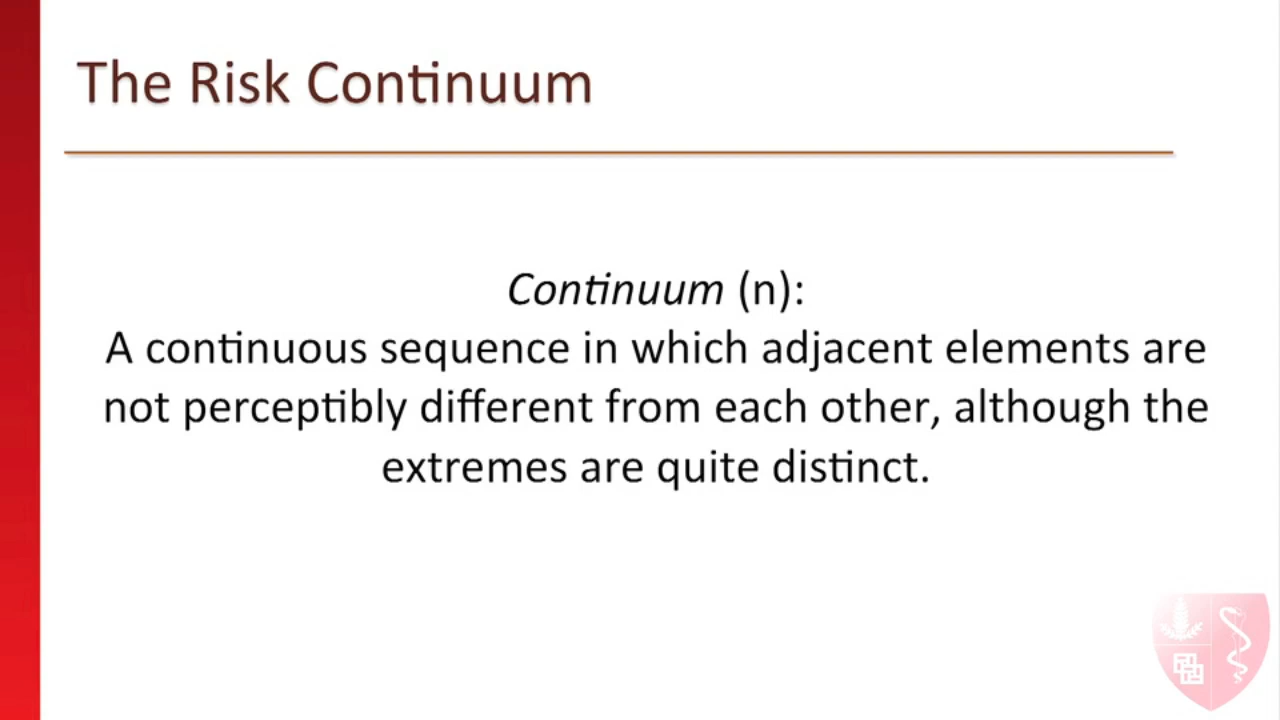 The Risk Continuum
Continuum (n):
A continuous sequence in which adjacent elements are
not perceptibly different from each other, although the
extremes are quite distinct.